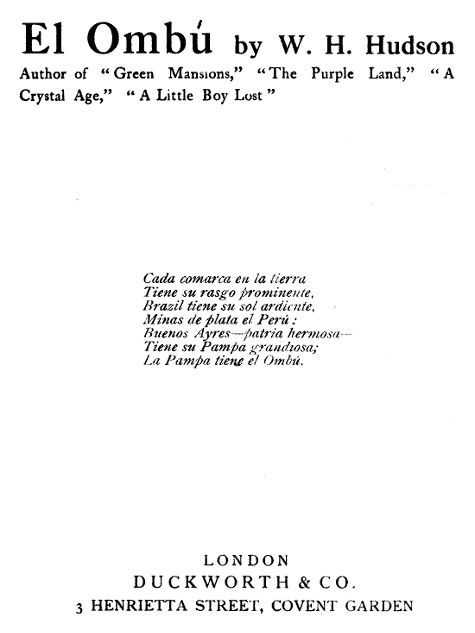 El Ombú by W. H. Hudson
Author of “Green Mansions,” “The Purple Land,” “A
Crystal Age,” “A Little Boy Lost”
Cada comarca en la tierra
Tiene su rasgo prominente,
Brazil tiene su sol ardiente,
Minas de plata el Perú:
Buenos Ayres—patria hermosa—
Tiene su Pampa grandiosa;
La Pampa tiene el Ombú.
LONDON
DUCKWORTH & CO.
3 HENRIETTA STREET, COVENT GARDEN